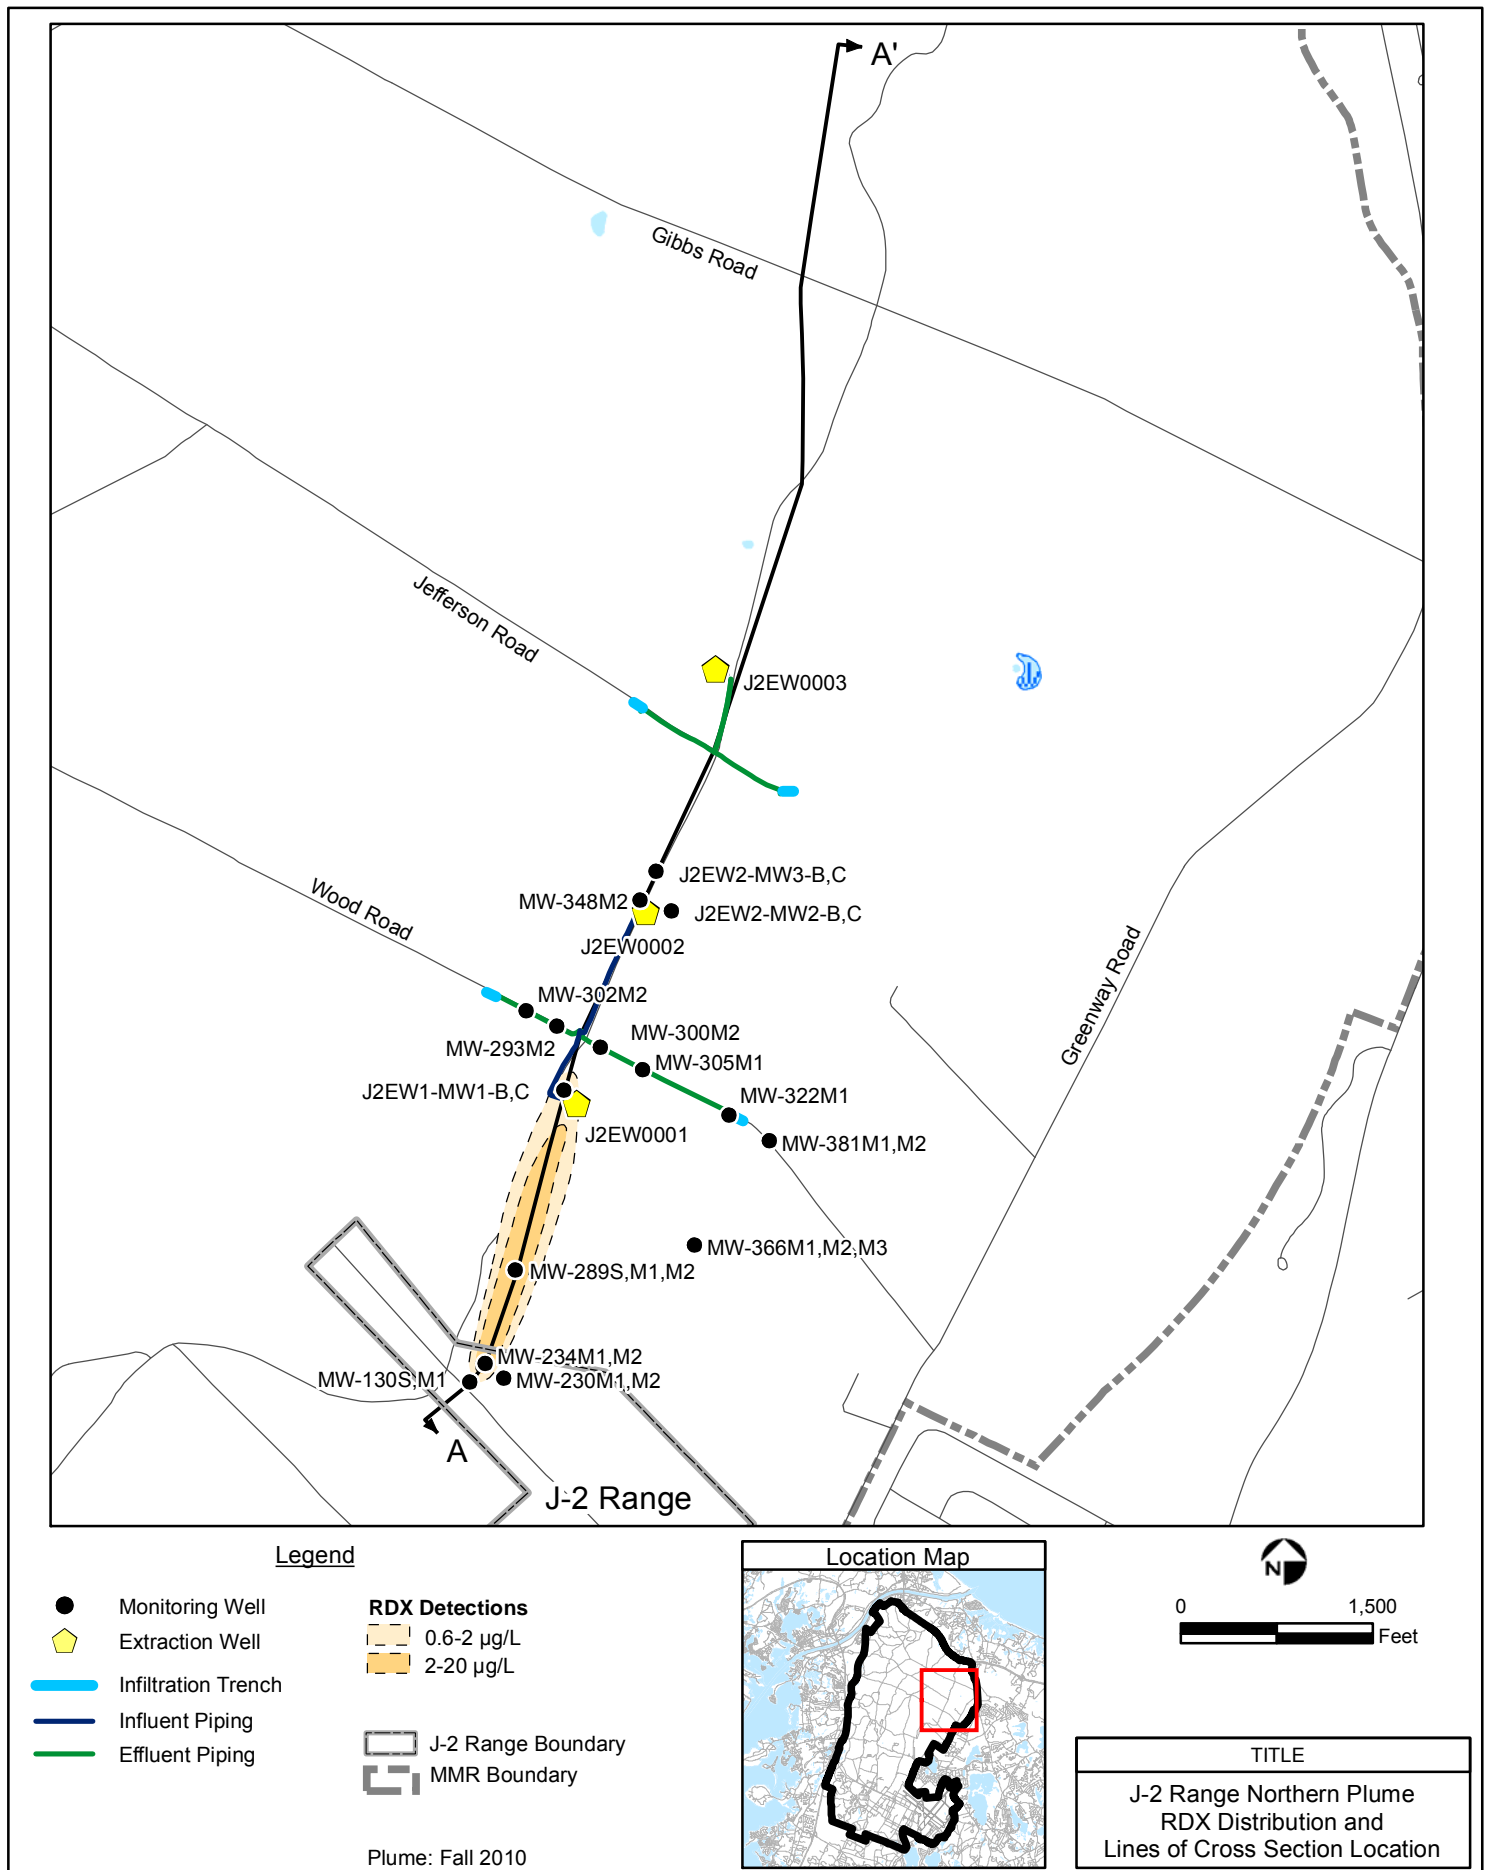 A'
Gibbs Road
Jefferson Road
J2EW0003
J2EW2-MW3-B,C
MW-348M2
J2EW2-MW2-B,C
Wood Road
J2EW0002
Greenway Road
MW-302M2
MW-300M2
MW-293M2
MW-305M1
J2EW1-MW1-B,C
MW-322M1
J2EW0001
MW-381M1,M2
MW-366M1,M2,M3
MW-289S,M1,M2
MW-234M1,M2
MW-130S,M1
MW-230M1,M2
A
J-2 Range
Legend
Monitoring Well
Extraction Well
Infiltration Trench
Influent Piping
Effluent Piping
RDX Detections
0.6-2 µg/L
2-20 µg/L
J-2 Range Boundary
MMR Boundary
Plume: Fall 2010
Location Map
N
0 1,500
Feet
TITLE
J-2 Range Northern Plume
RDX Distribution and
Lines of Cross Section Location